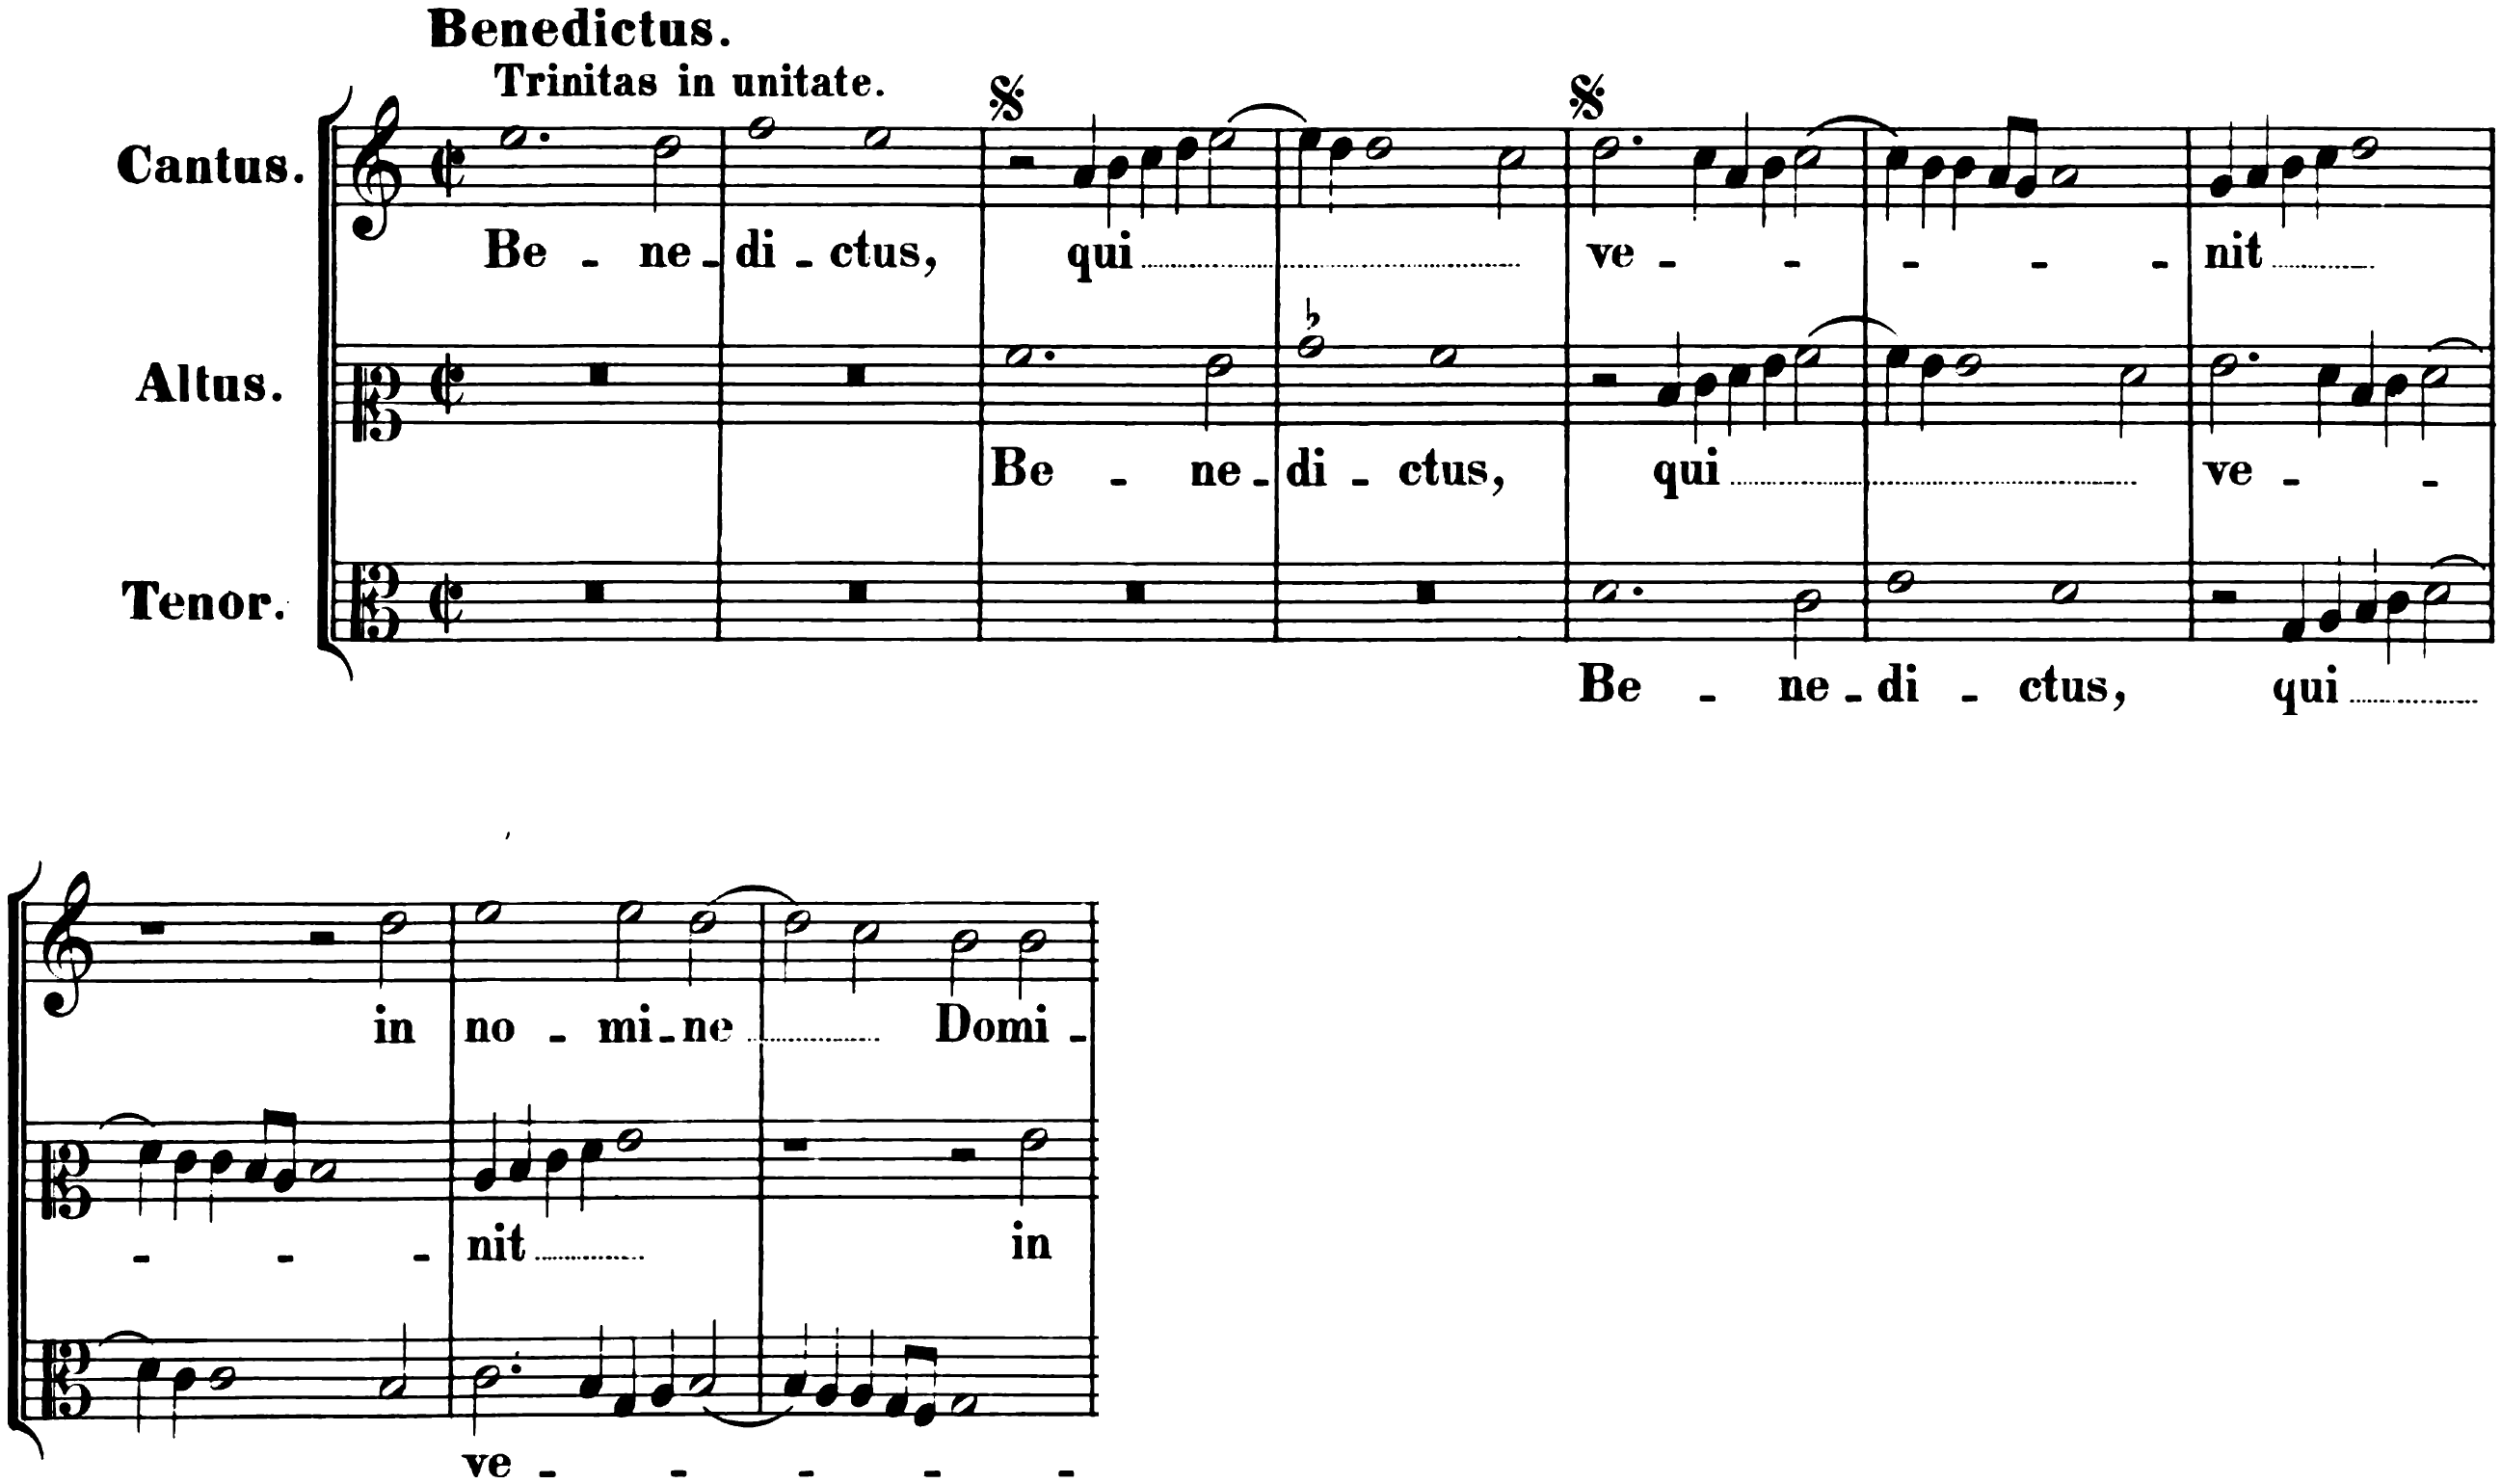 Benedictus.
Trinitas in unitate.
Cantus.
Be - ne - di - ctus, qui ve - - - - - nit
Altus.
Be - ne - di - ctus, qui ve - -
Tenor.
Be - ne - di - ctus, qui
in no - mi - ne Domi -
- - - nit in
ve - - - - -